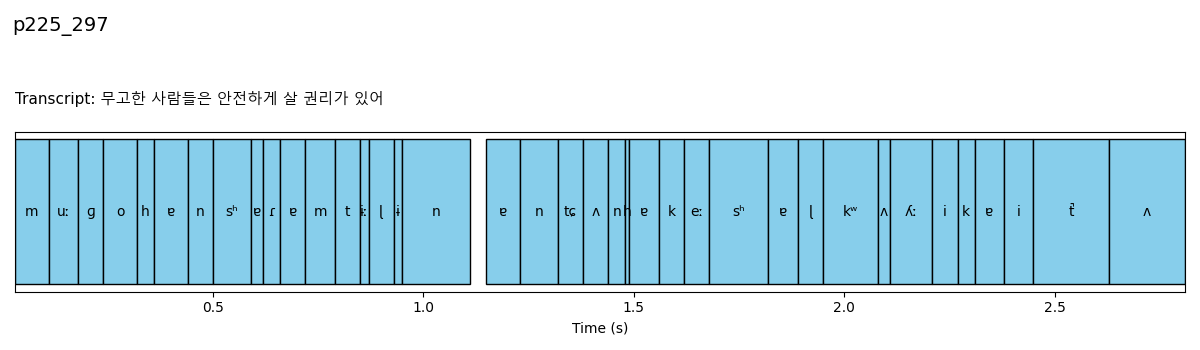 p225_297
Transcript: 무고한 사람들은 안전하게 살 권리가 있어
m uː ɡ o h ɐ n sʰ ɐ ɾ ɐ m t ɨː ɭ ɨ n ɐ n tɕ ʌ n h ɐ k eː sʰ ɐ ɭ kʷ ʌ ʎː i k ɐ i t̚ ʌ
0.5 1.0 1.5 2.0 2.5
Time (s)